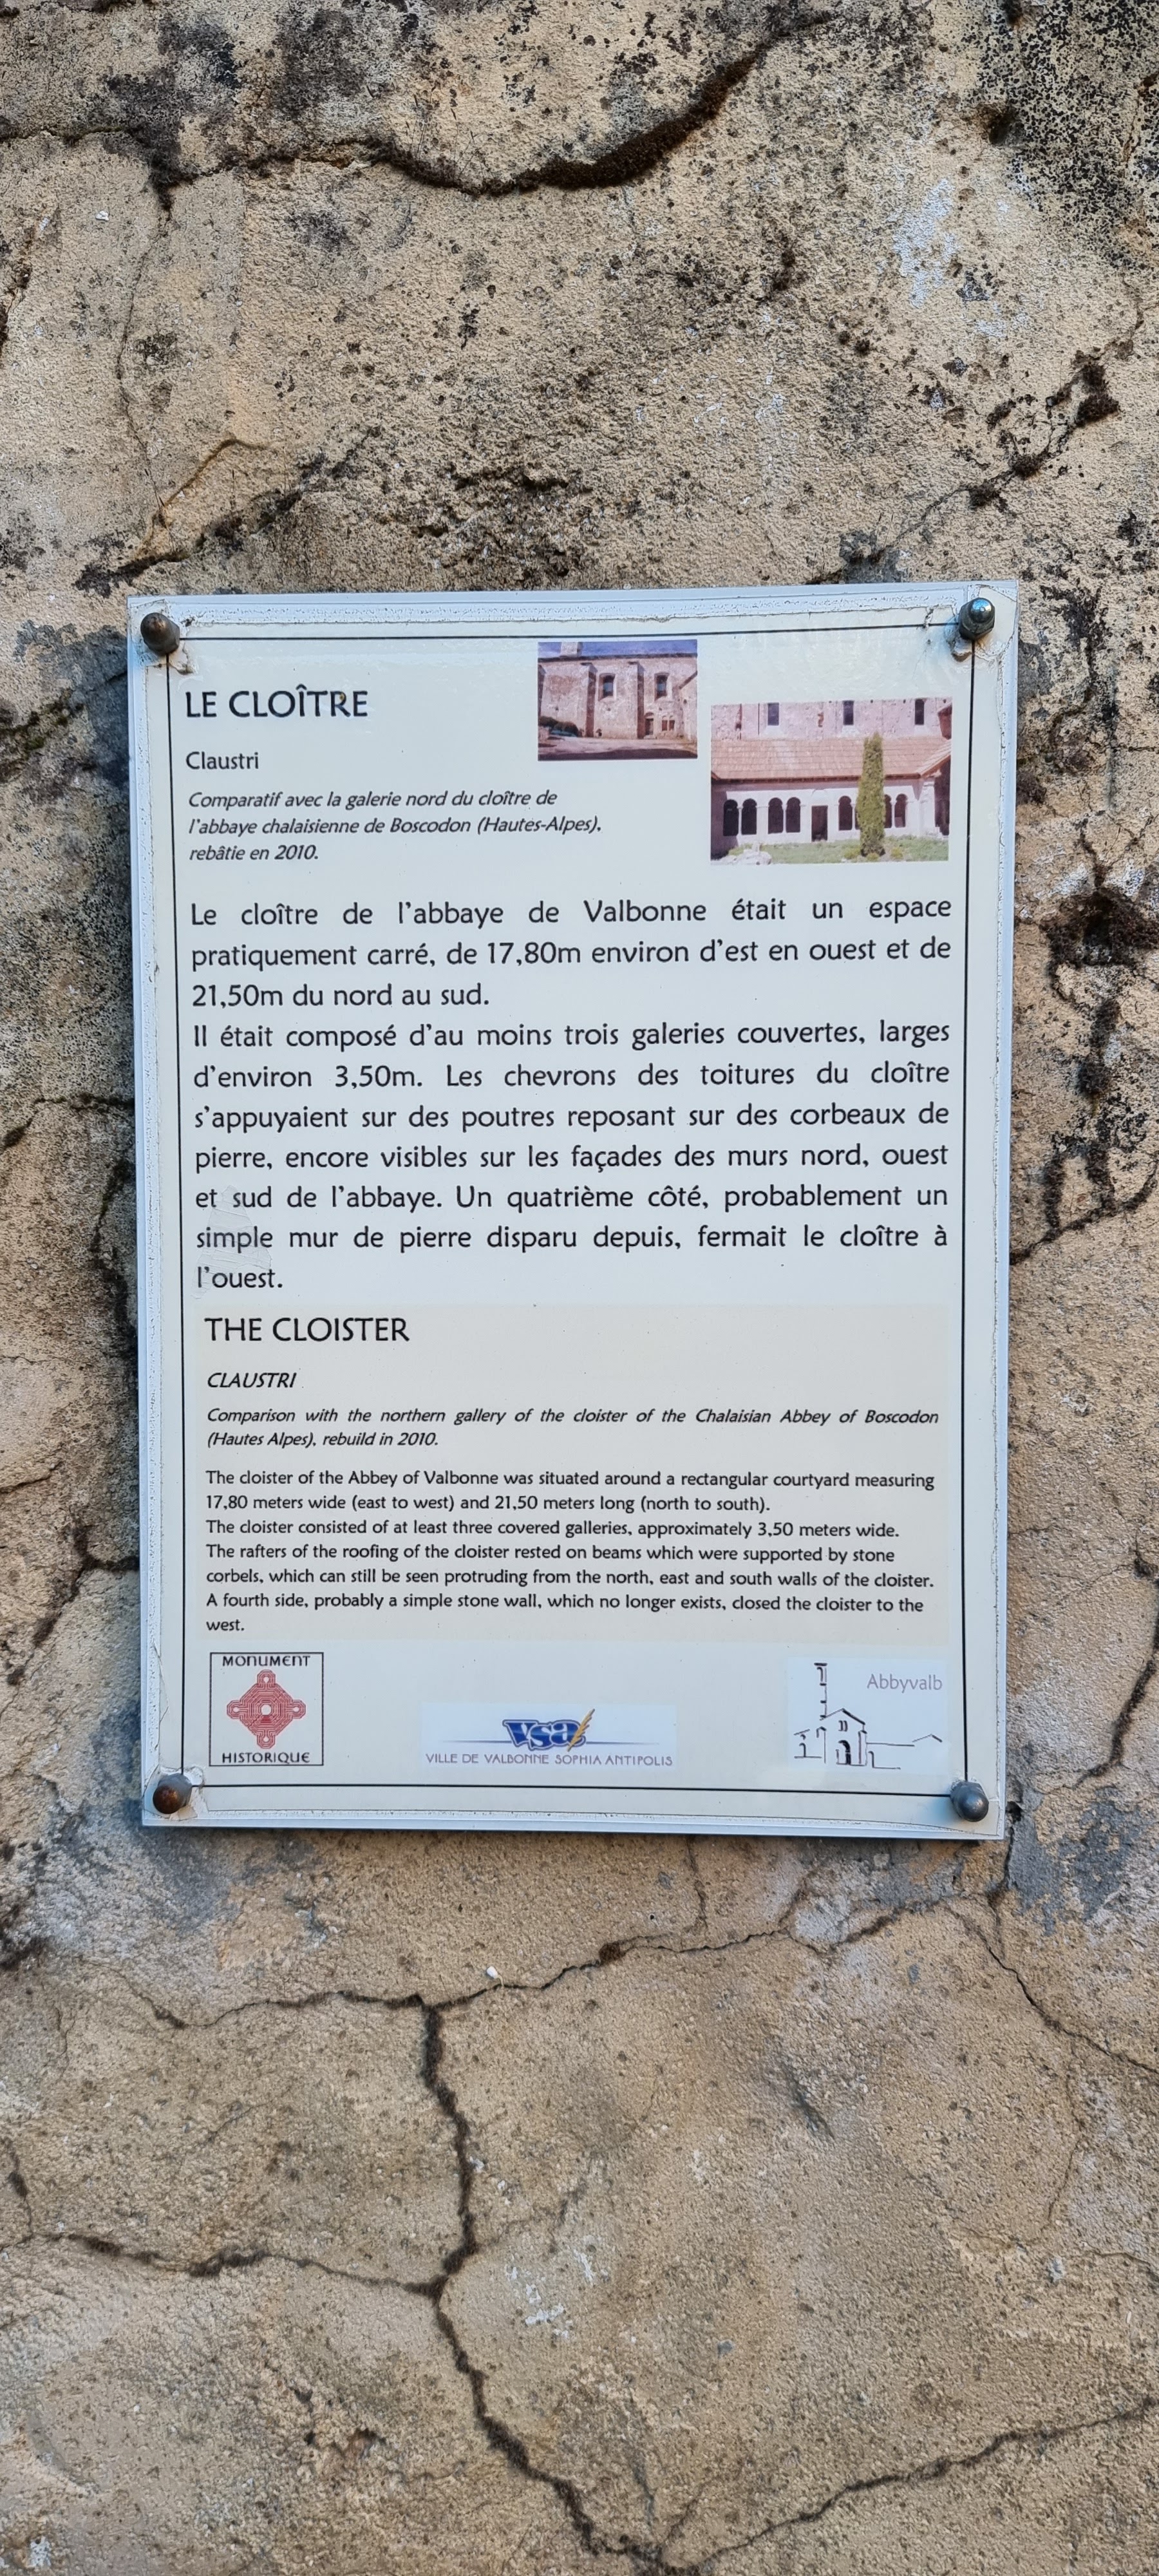 LE CLOÎTRE
Claustri
Comparatif avec la galerie nord du cloître de
l'abbaye chalaisienne de Boscodon (Hautes-Alpes),
rebâtie en 2010.
Le cloître de l'abbaye de Valbonne était un espace
pratiquement carré, de 17,80m environ d'est en ouest et de
21,50m du nord au sud.
Il était composé d'au moins trois galeries couvertes, larges
d'environ 3,50m. Les chevrons des toitures du cloître
s'appuyaient sur des poutres reposant sur des corbeaux de
pierre, encore visibles sur les façades des murs nord, ouest
et sud de l'abbaye. Un quatrième côté, probablement un
simple mur de pierre disparu depuis, fermait le cloître à
l'ouest.
THE CLOISTER
CLAUSTRI
Comparison with the northern gallery of the cloister of the Chalaisian Abbey of Boscodon
(Hautes Alpes), rebuild in 2010.
The cloister of the Abbey of Valbonne was situated around a rectangular courtyard measuring
17,80 meters wide (east to west) and 21,50 meters long (north to south).
The cloister consisted of at least three covered galleries, approximately 3,50 meters wide.
The rafters of the roofing of the cloister rested on beams which were supported by stone
corbels, which can still be seen protruding from the north, east and south walls of the cloister.
A fourth side, probably a simple stone wall, which no longer exists, closed the cloister to the
west.
MONUMENT
HISTORIQUE
vsa
VILLE DE VALBONNE SOPHIA ANTIPOLIS
Abbyvalb